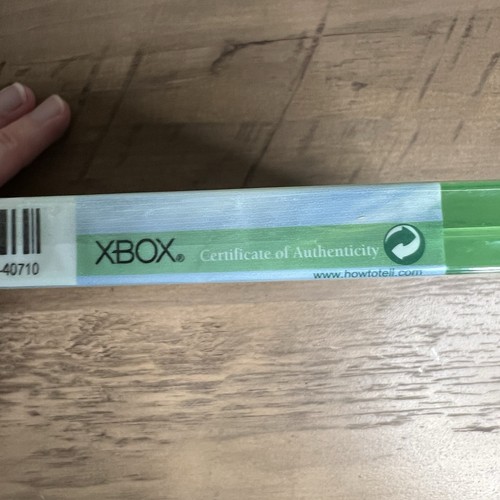 -40710
XBOX®
Certificate of Authenticity
www.howtotell.com